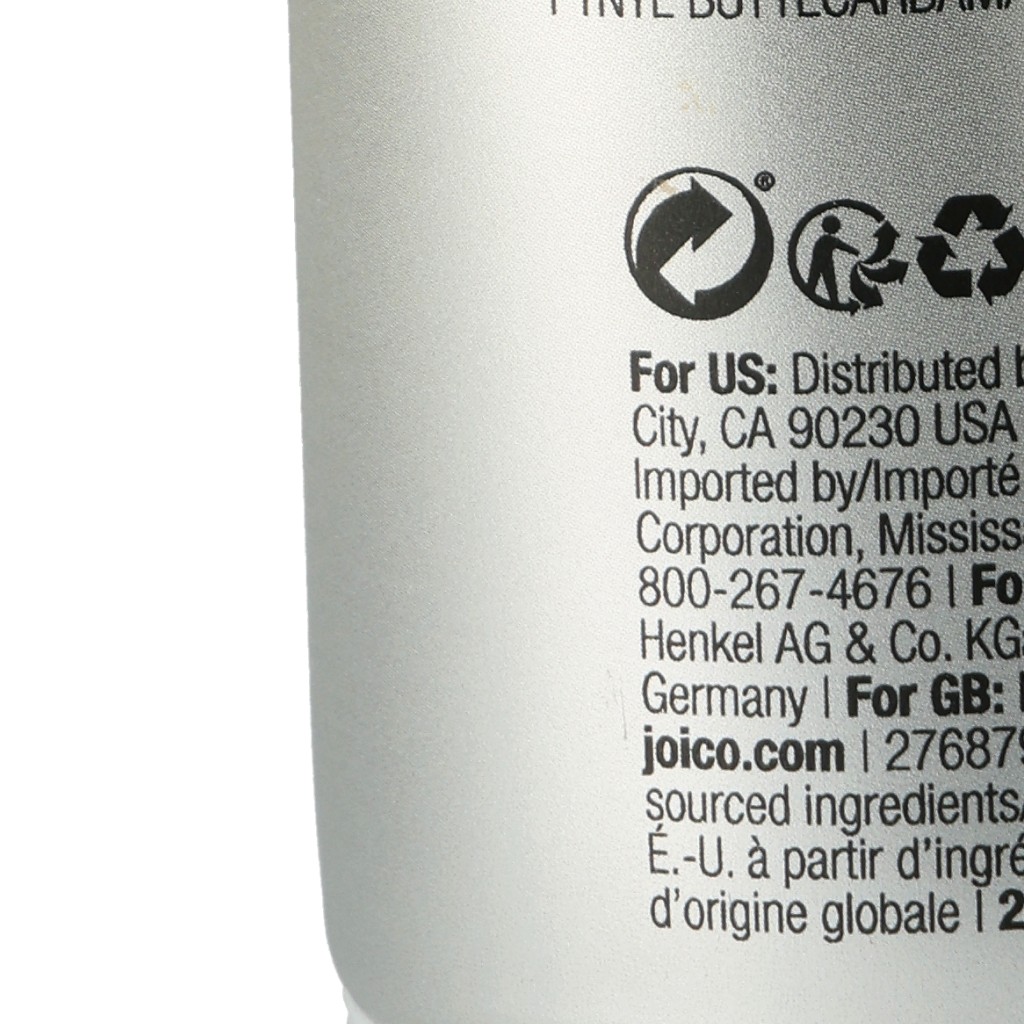 ®
For US: Distributed
City, CA 90230 USA
Imported by/Importé
Corporation, Mississ
800-267-4676 | Fo
Henkel AG & Co. KG
Germany | For GB:
joico.com | 276879
sourced ingredients/
É.-U. à partir d'ingré
d'origine globale | 2